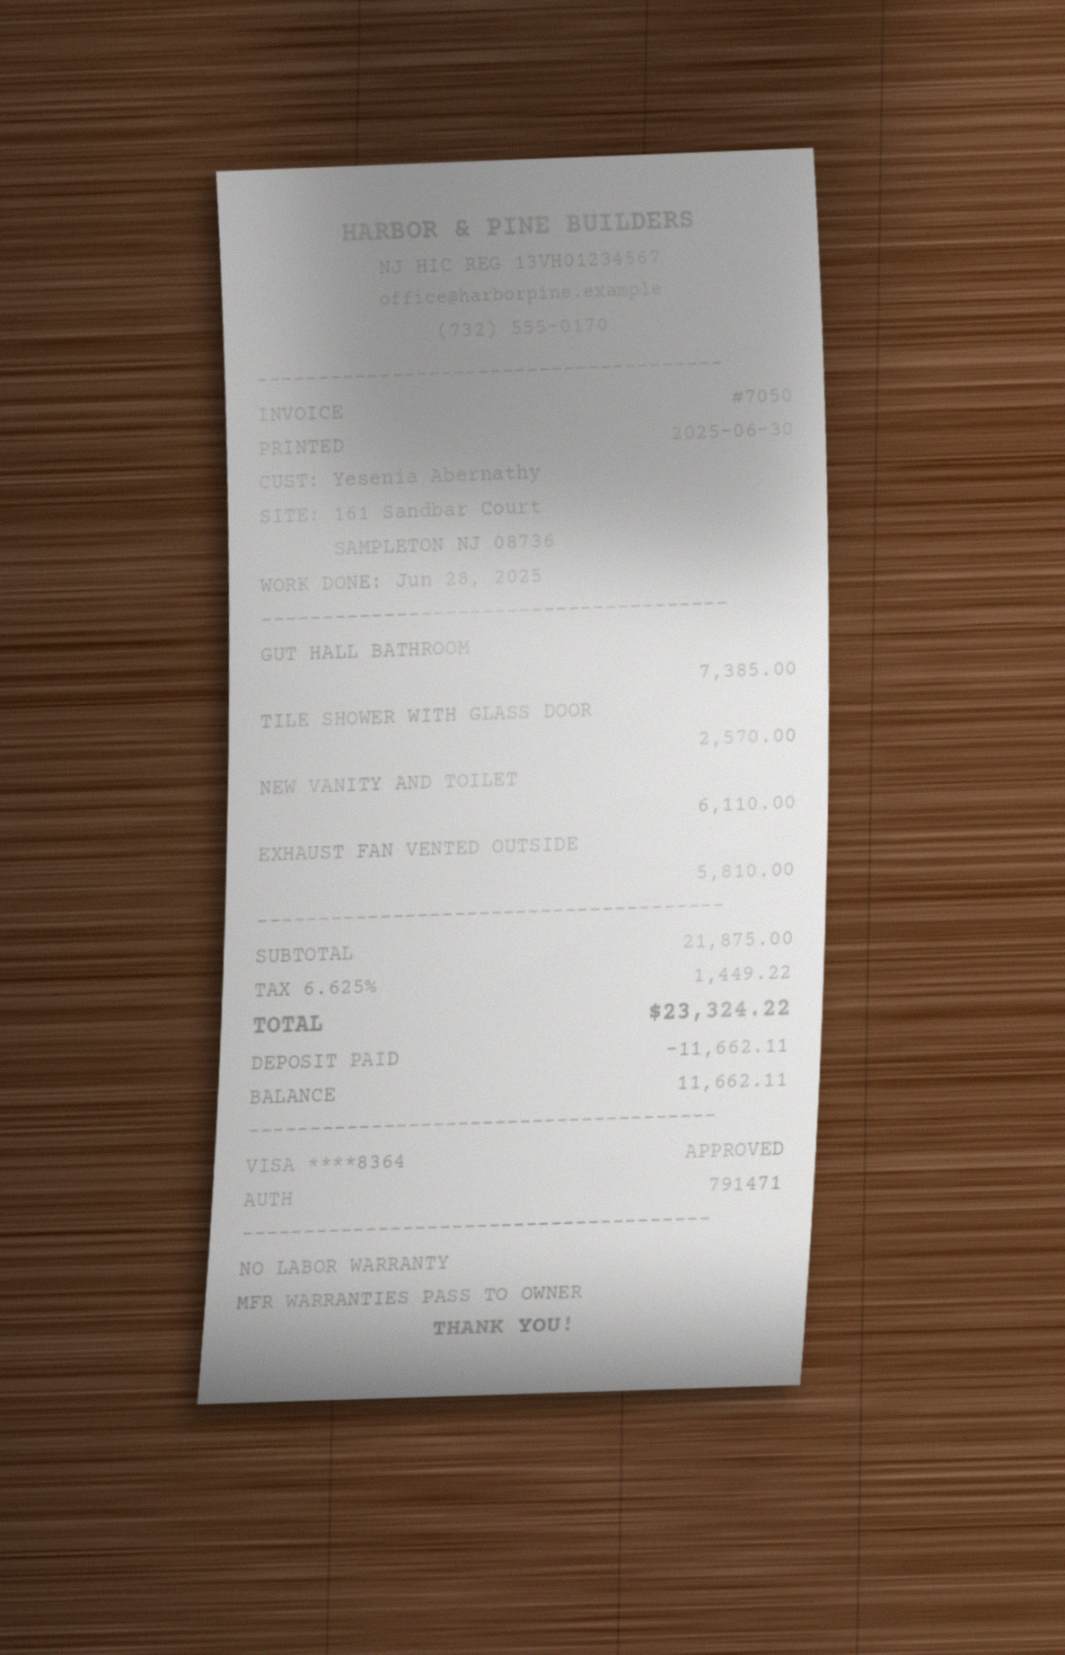 HARBOR & PINE BUILDERS
NJ HIC REG 13VH01234567
office@harborpine.example
(732) 555-0170
--------------------------------------
INVOICE #7050
PRINTED 2025-06-30
CUST: Yesenia Abernathy
SITE: 161 Sandbar Court
SAMPLETON NJ 08736
WORK DONE: Jun 28, 2025
--------------------------------------
GUT HALL BATHROOM
7,385.00
TILE SHOWER WITH GLASS DOOR
2,570.00
NEW VANITY AND TOILET
6,110.00
EXHAUST FAN VENTED OUTSIDE
5,810.00
--------------------------------------
SUBTOTAL 21,875.00
TAX 6.625% 1,449.22
TOTAL $23,324.22
DEPOSIT PAID -11,662.11
BALANCE 11,662.11
--------------------------------------
VISA ****8364 APPROVED
AUTH 791471
--------------------------------------
NO LABOR WARRANTY
MFR WARRANTIES PASS TO OWNER
THANK YOU!